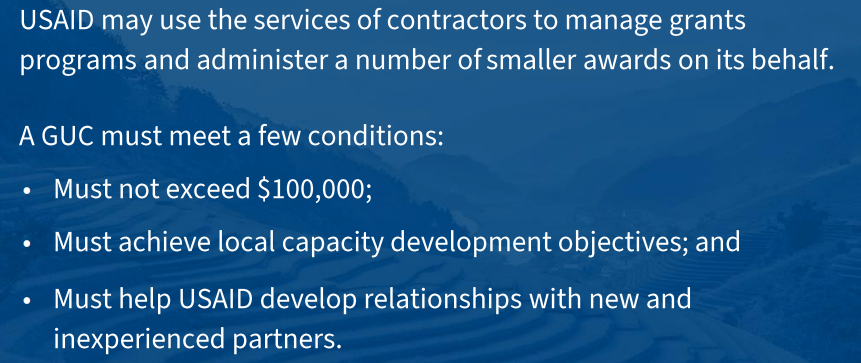 USAID may use the services of contractors to manage grants
programs and administer a number of smaller awards on its behalf.
A GUC must meet a few conditions:
• Must not exceed $100,000;
• Must achieve local capacity development objectives; and
• Must help USAID develop relationships with new and
inexperienced partners.